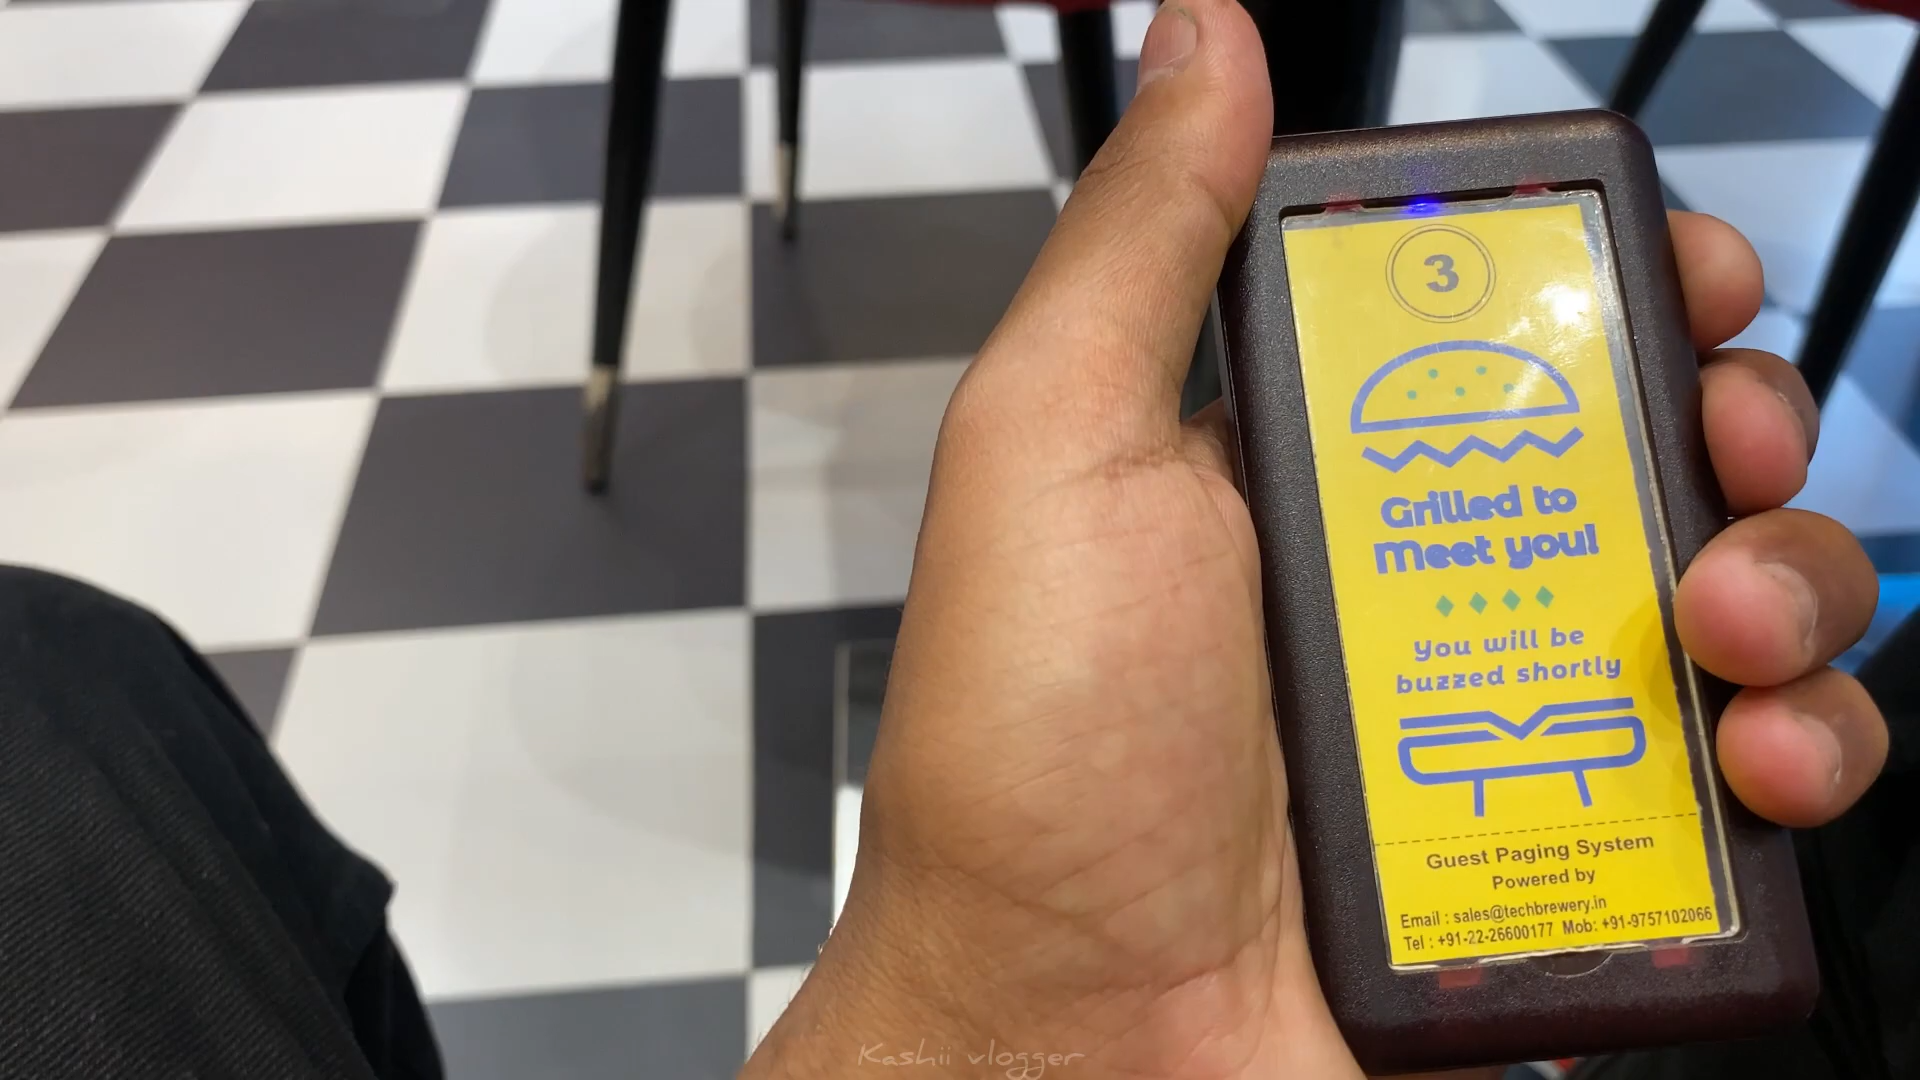 3
Grilled to
Meet you!
You will be
buzzed shortly
Guest Paging System
Powered by
Email : sales@techbrewery.in
Tel : +91-22-26600177 Mob: +91-9757102066
Kashii vlogger